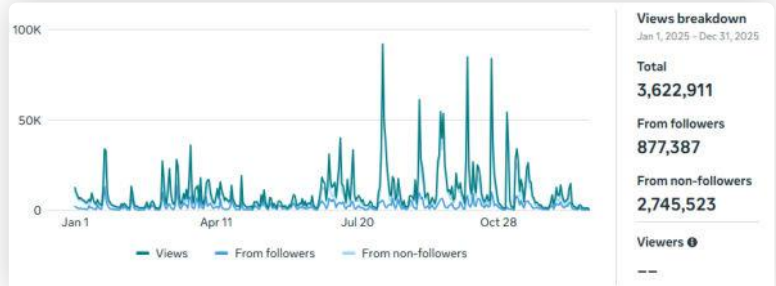 100K
50K
0
Jan 1 Apr 11 Jul 20 Oct 28
Views From followers From non-followers
Views breakdown
Jan 1, 2025 - Dec 31, 2025
Total
3,622,911
From followers
877,387
From non-followers
2,745,523
Viewers
--